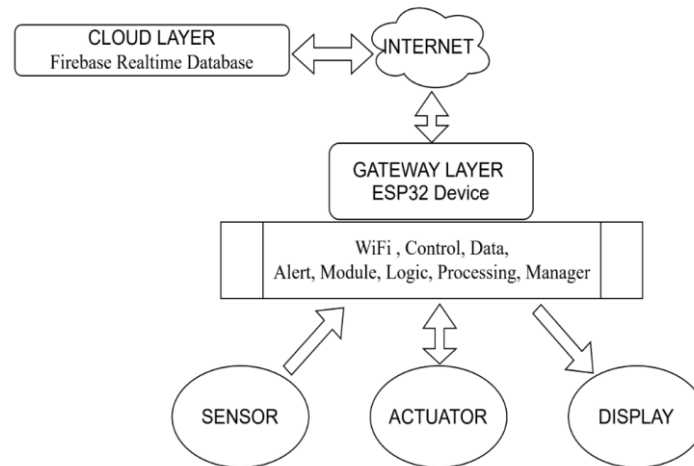 CLOUD LAYER
Firebase Realtime Database
INTERNET
GATEWAY LAYER
ESP32 Device
WiFi , Control, Data,
Alert, Module, Logic, Processing, Manager
SENSOR
ACTUATOR
DISPLAY